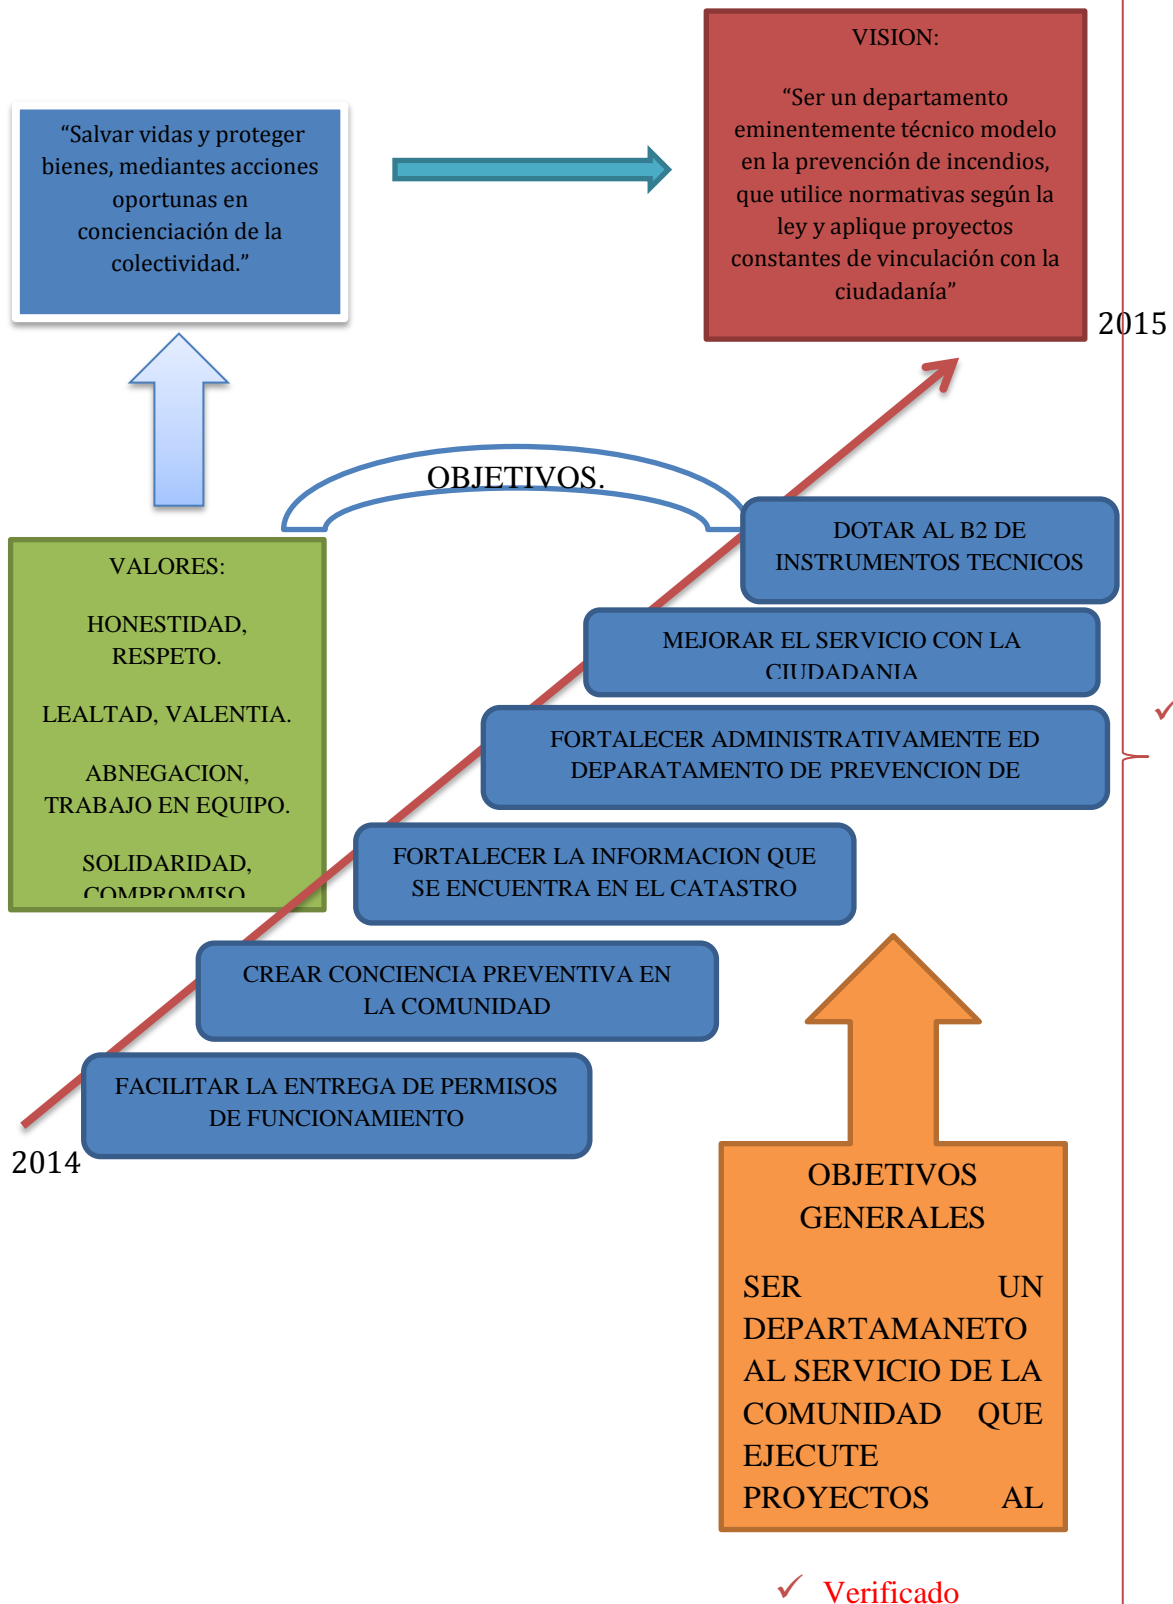 VISION:
“Ser un departamento
eminentemente técnico modelo
en la prevención de incendios,
que utilice normativas según la
ley y aplique proyectos
constantes de vinculación con la
ciudadanía”
“Salvar vidas y proteger
bienes, mediantes acciones
oportunas en
concienciación de la
colectividad.”
2015
OBJETIVOS.
DOTAR AL B2 DE
INSTRUMENTOS TECNICOS
VALORES:
HONESTIDAD,
RESPETO.
LEALTAD, VALENTIA.
ABNEGACION,
TRABAJO EN EQUIPO.
SOLIDARIDAD,
COMPROMISO
MEJORAR EL SERVICIO CON LA
CIUDADANIA
FORTALECER ADMINISTRATIVAMENTE ED
DEPARATAMENTO DE PREVENCION DE
FORTALECER LA INFORMACION QUE
SE ENCUENTRA EN EL CATASTRO
CREAR CONCIENCIA PREVENTIVA EN
LA COMUNIDAD
FACILITAR LA ENTREGA DE PERMISOS
DE FUNCIONAMIENTO
2014
OBJETIVOS
GENERALES
SER UN
DEPARTAMANETO
AL SERVICIO DE LA
COMUNIDAD QUE
EJECUTE
PROYECTOS AL
✓ Verificado